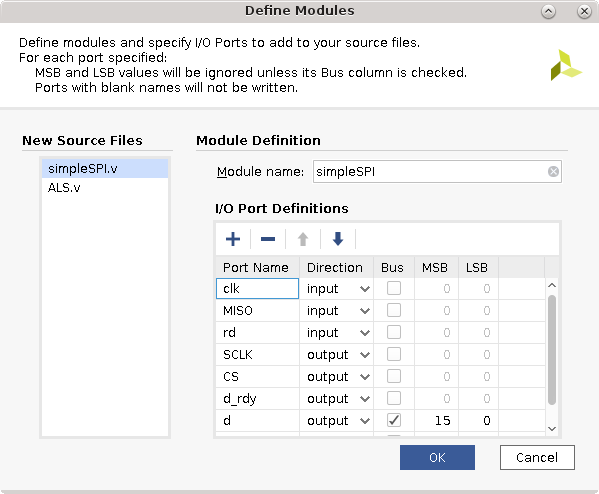 Define Modules
Define modules and specify I/O Ports to add to your source files.
For each port specified:
MSB and LSB values will be ignored unless its Bus column is checked.
Ports with blank names will not be written.
New Source Files
simpleSPI.v
ALS.v
Module Definition
Module name: simpleSPI
I/O Port Definitions
Port Name Direction Bus MSB LSB
clk input 0 0
MISO input 0 0
rd input 0 0
SCLK output 0 0
CS output 0 0
d_rdy output 0 0
d output 15 0
OK Cancel